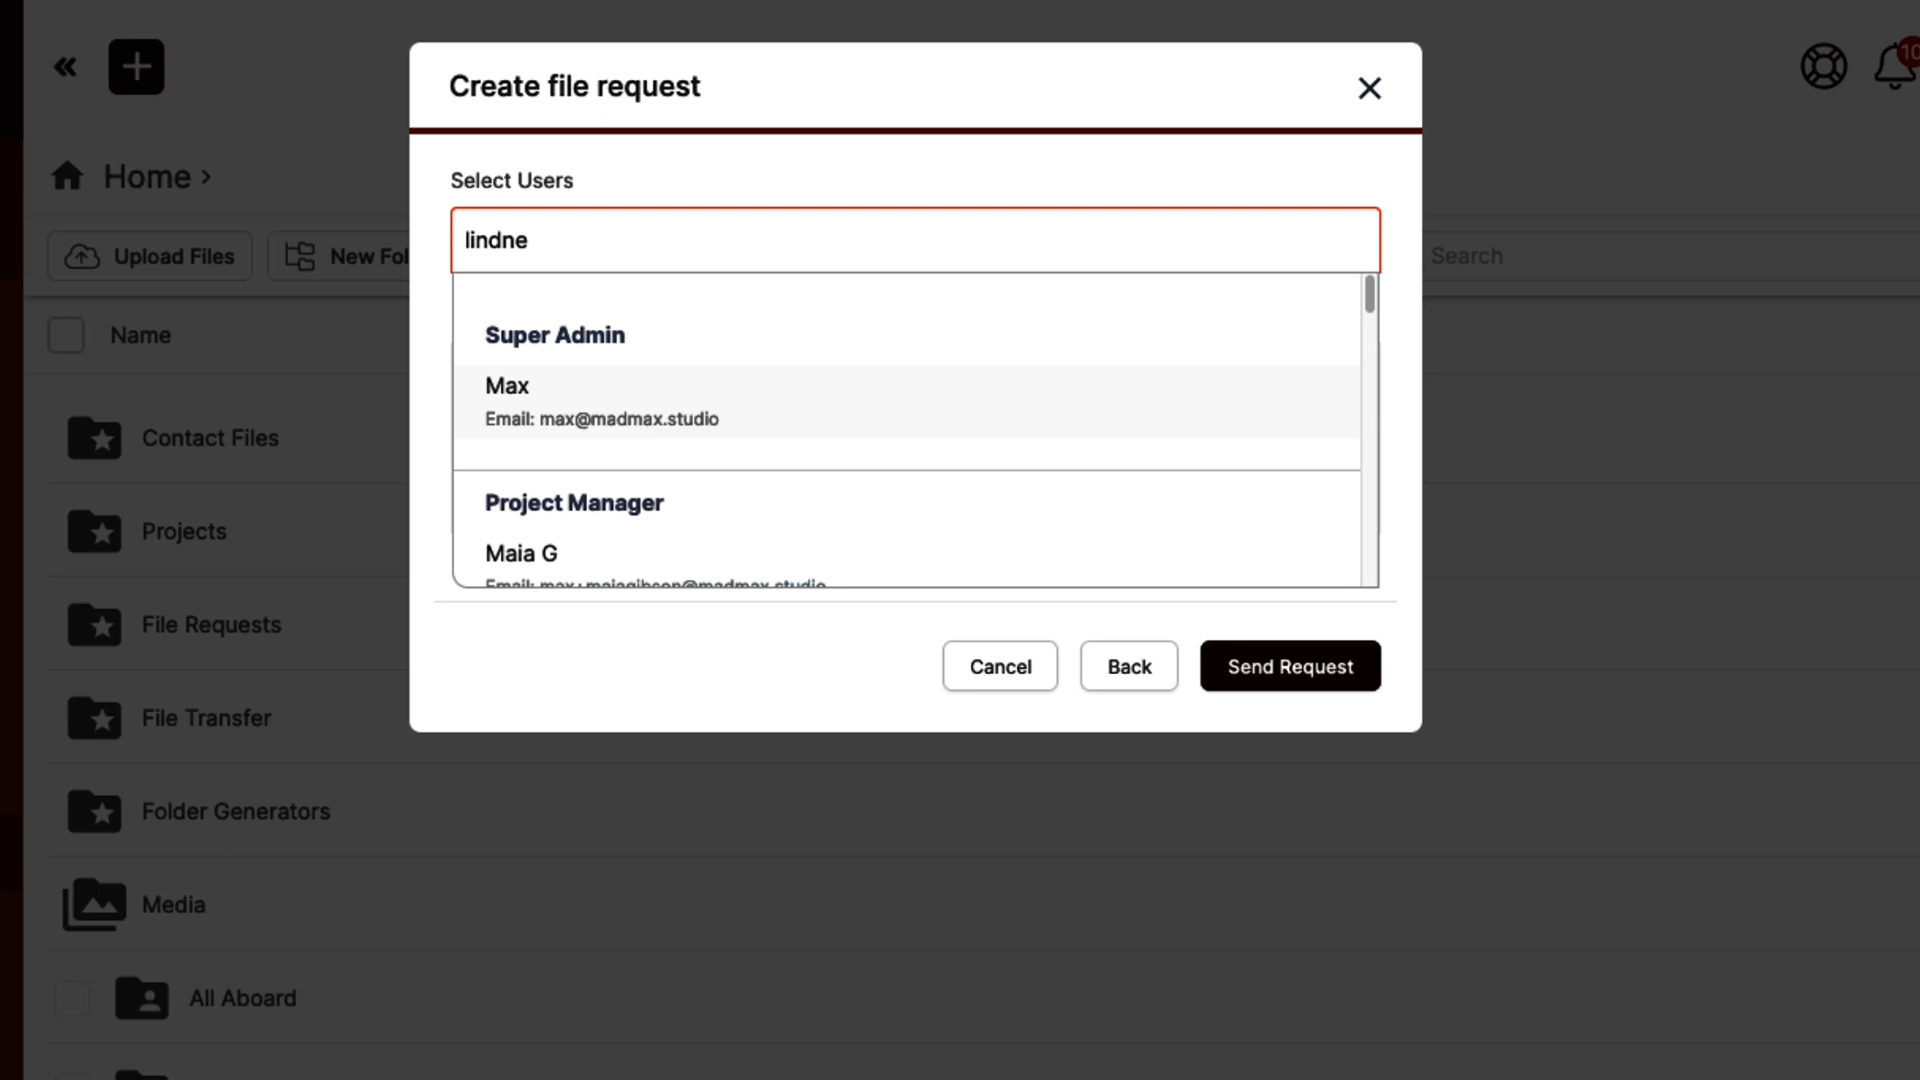 10
Create file request
Home
Select Users
lindne
Upload Files
New Fol
Search
Super Admin
Name
Max
Email: max@madmax.studio
Contact Files
Project Manager
Projects
Maia G
Email: max+maiagibson@madmax.studio
File Requests
Cancel
Back
Send Request
File Transfer
Folder Generators
Media
All Aboard